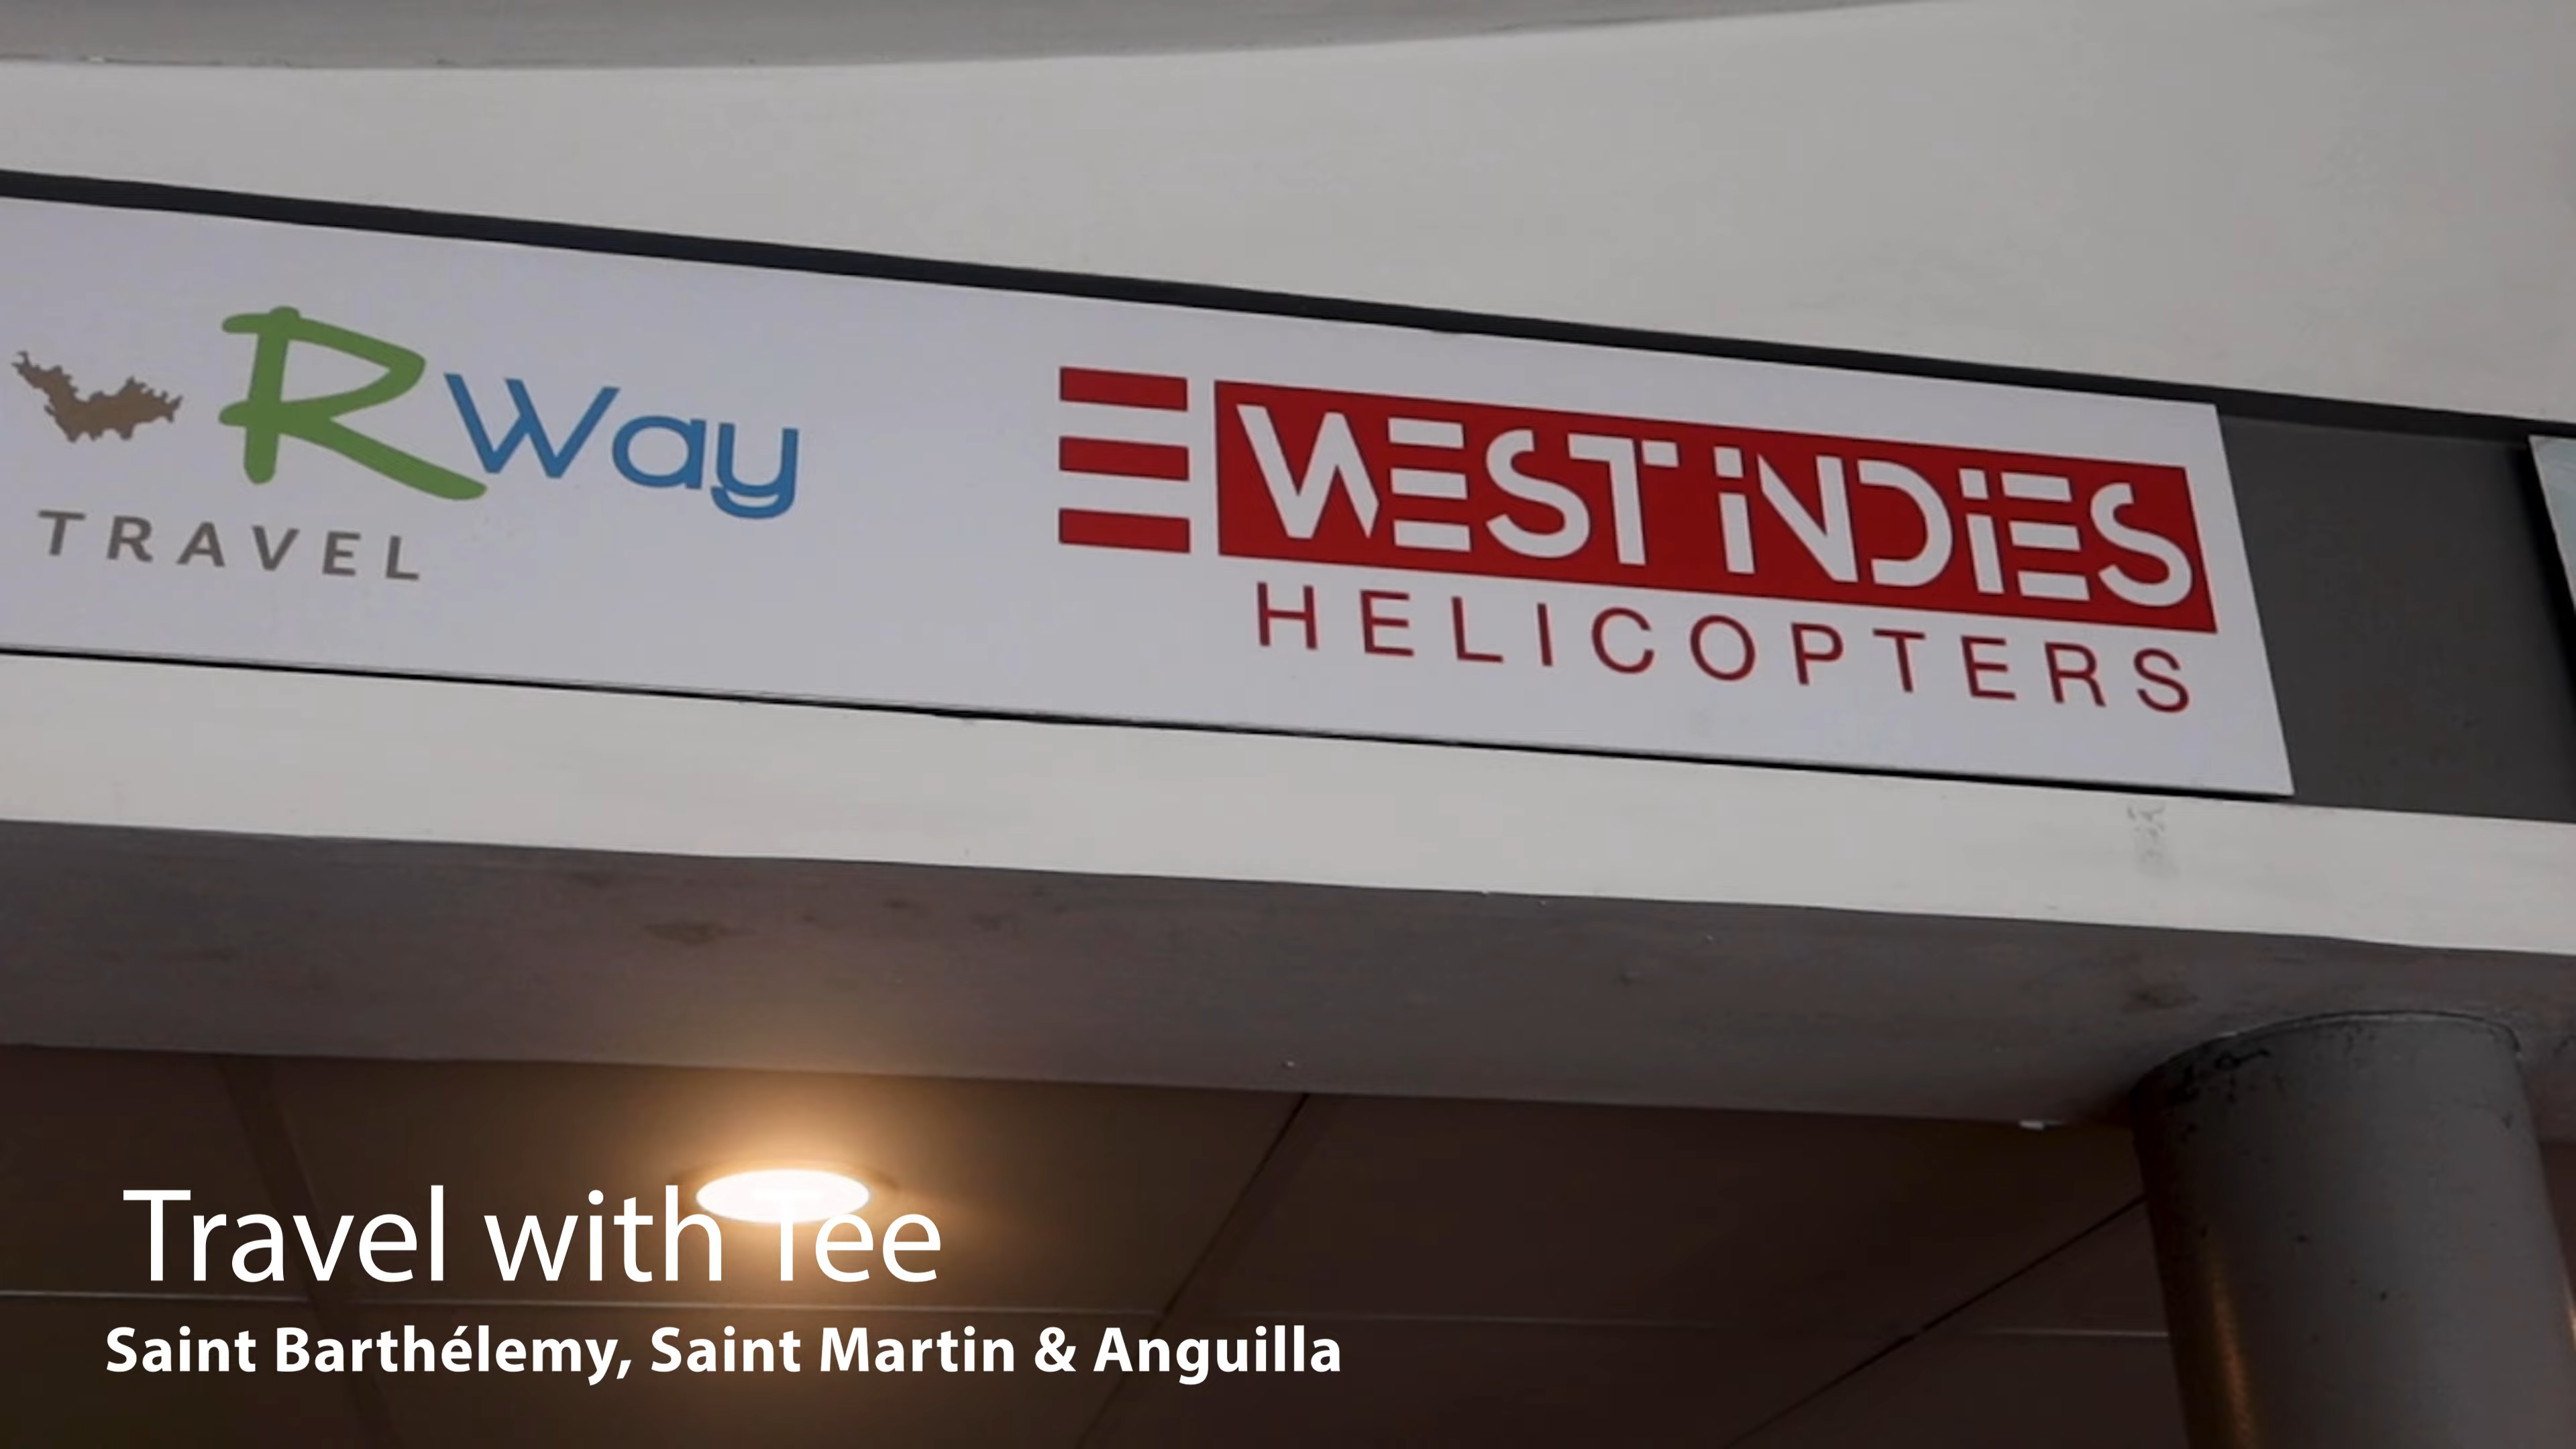 RWay
TRAVEL
WEST iNDiES
HELICOPTERS
Travel with Tee
Saint Barthélemy, Saint Martin & Anguilla